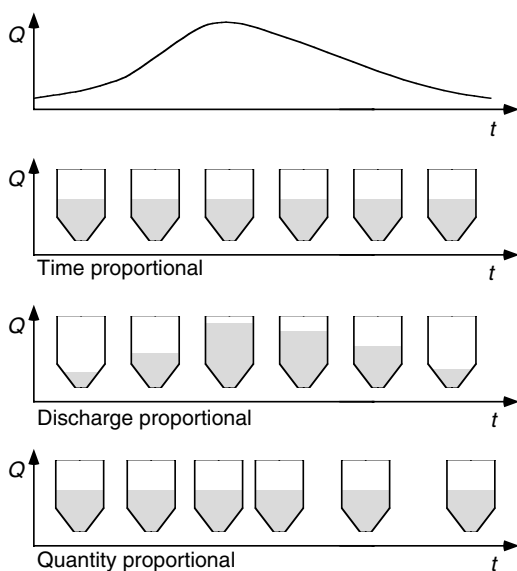 Q
t
Q
t
Time proportional
Q
t
Discharge proportional
Q
t
Quantity proportional